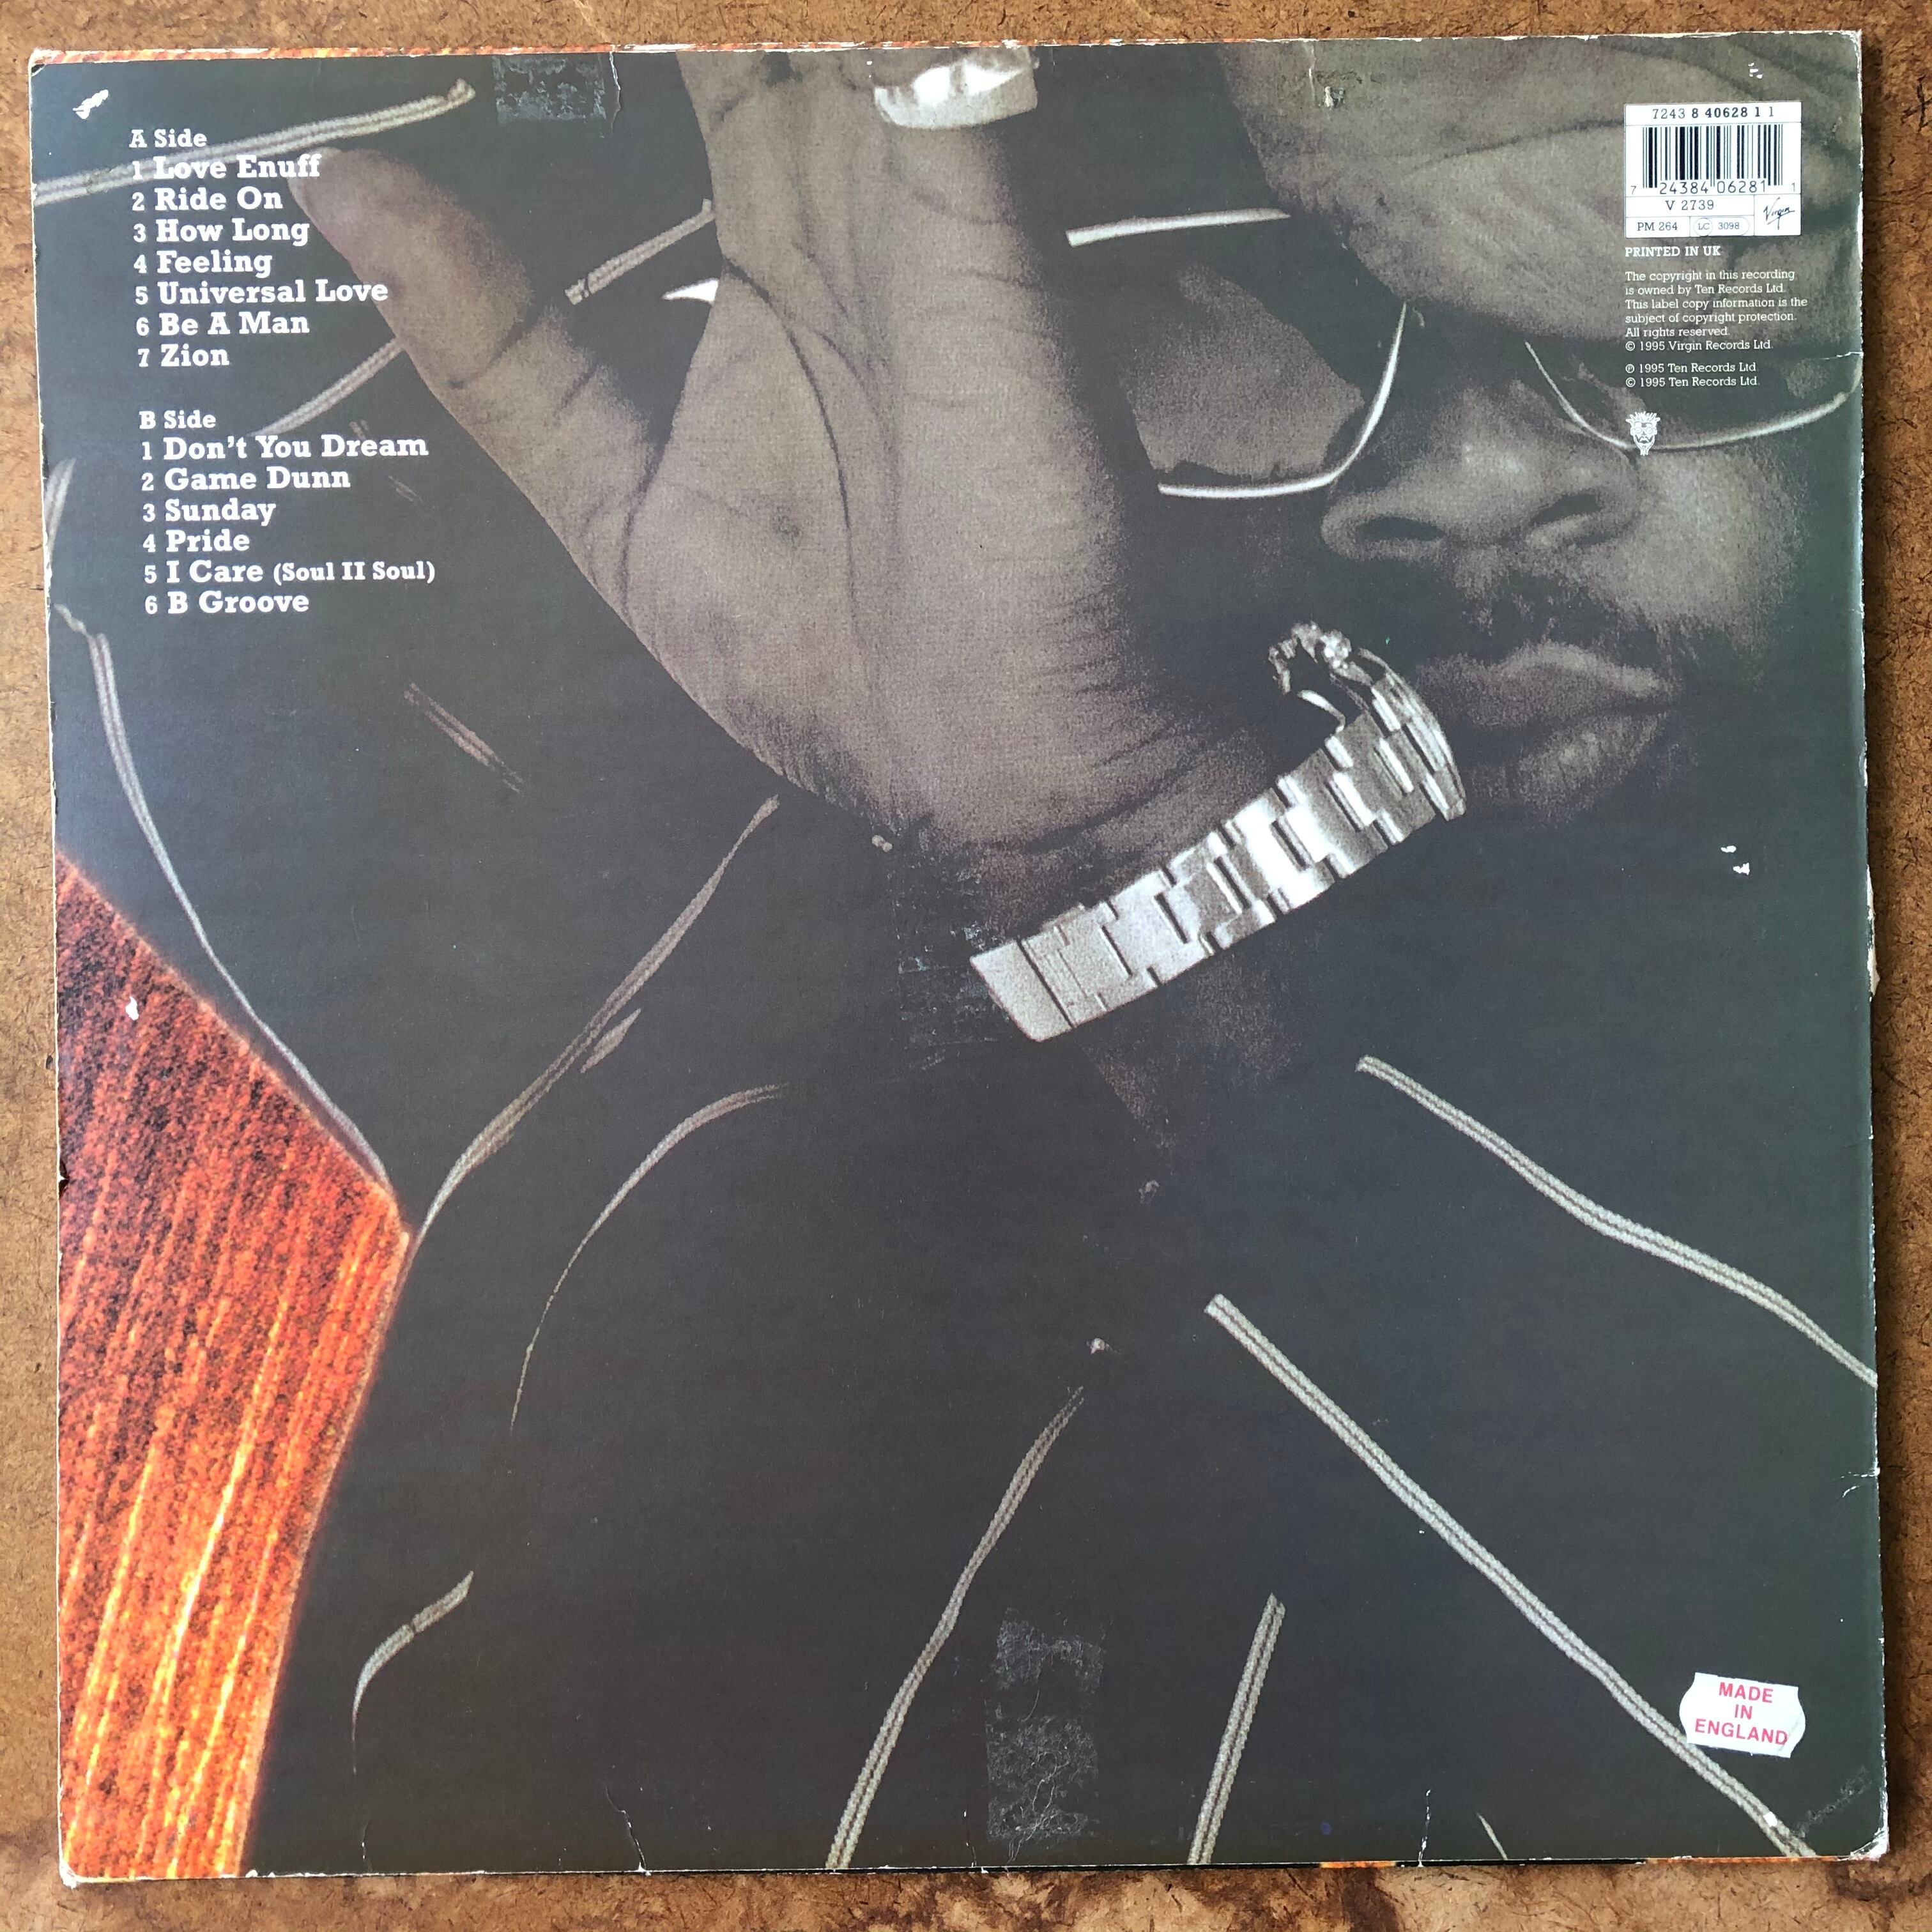 A Side
1 Love Enuff
2 Ride On
3 How Long
4 Feeling
5 Universal Love
6 Be A Man
7 Zion
B Side
1 Don't You Dream
2 Game Dunn
3 Sunday
4 Pride
5 I Care (Soul II Soul)
6 B Groove
7243 8 40628 1 1
7 24384 06281 1
V 2739
PM 264 LC 3098
Virgin
PRINTED IN UK
The copyright in this recording
is owned by Ten Records Ltd.
This label copy information is the
subject of copyright protection.
All rights reserved.
© 1995 Virgin Records Ltd.
℗ 1995 Ten Records Ltd
© 1995 Ten Records Ltd.
MADE
IN
ENGLAND